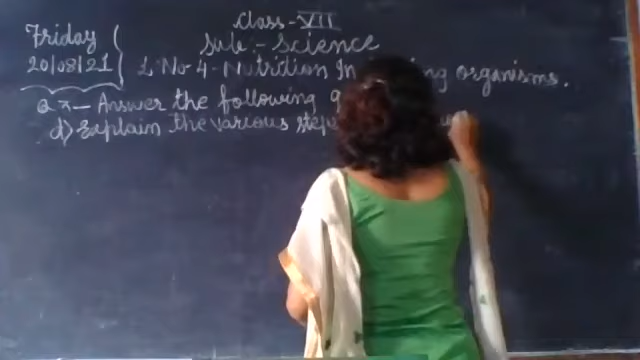 Class - VII
Friday
Sub :- Science
20/08/21
L No - 4 - Nutrition In organisms.
Answer the following
d) Explain the various steps